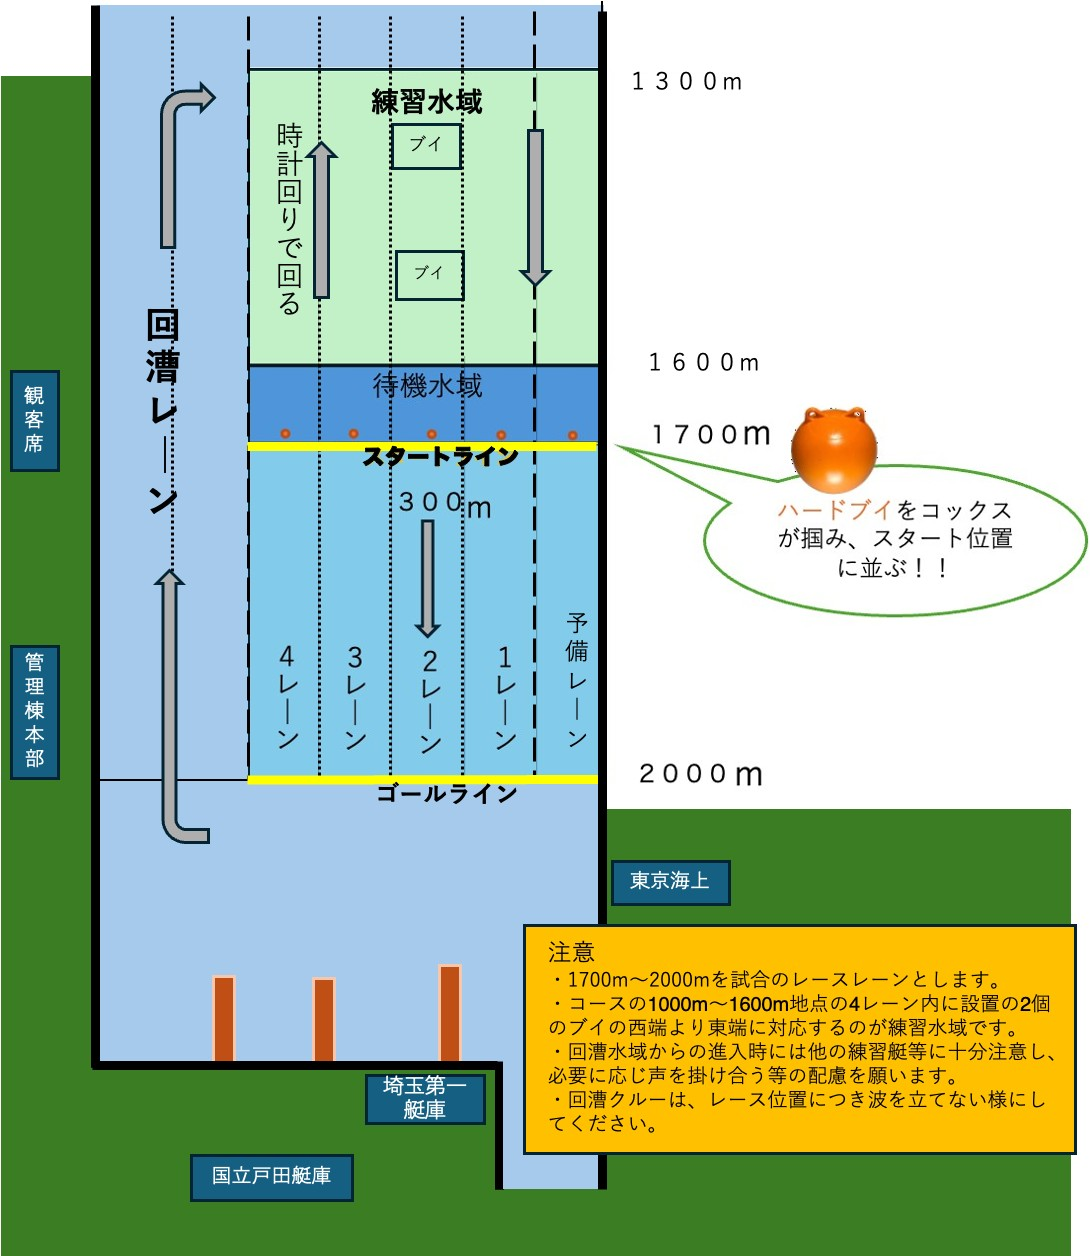 1300m
練習水域
ブイ
時計回りで回る
ブイ
回漕レーン
1600m
待機水域
観客席
1700m
スタートライン
300m
ハードブイをコックス
が掴み、スタート位置
に並ぶ！！
管理棟本部
4レーン
3レーン
2レーン
1レーン
予備レーン
2000m
ゴールライン
東京海上
注意
・1700m～2000mを試合のレースレーンとします。
・コースの1000m～1600m地点の4レーン内に設置の2個
のブイの西端より東端に対応するのが練習水域です。
・回漕水域からの進入時には他の練習艇等に十分注意し、
必要に応じ声を掛け合う等の配慮を願います。
・回漕クルーは、レース位置につき波を立てない様にし
てください。
埼玉第一
艇庫
国立戸田艇庫